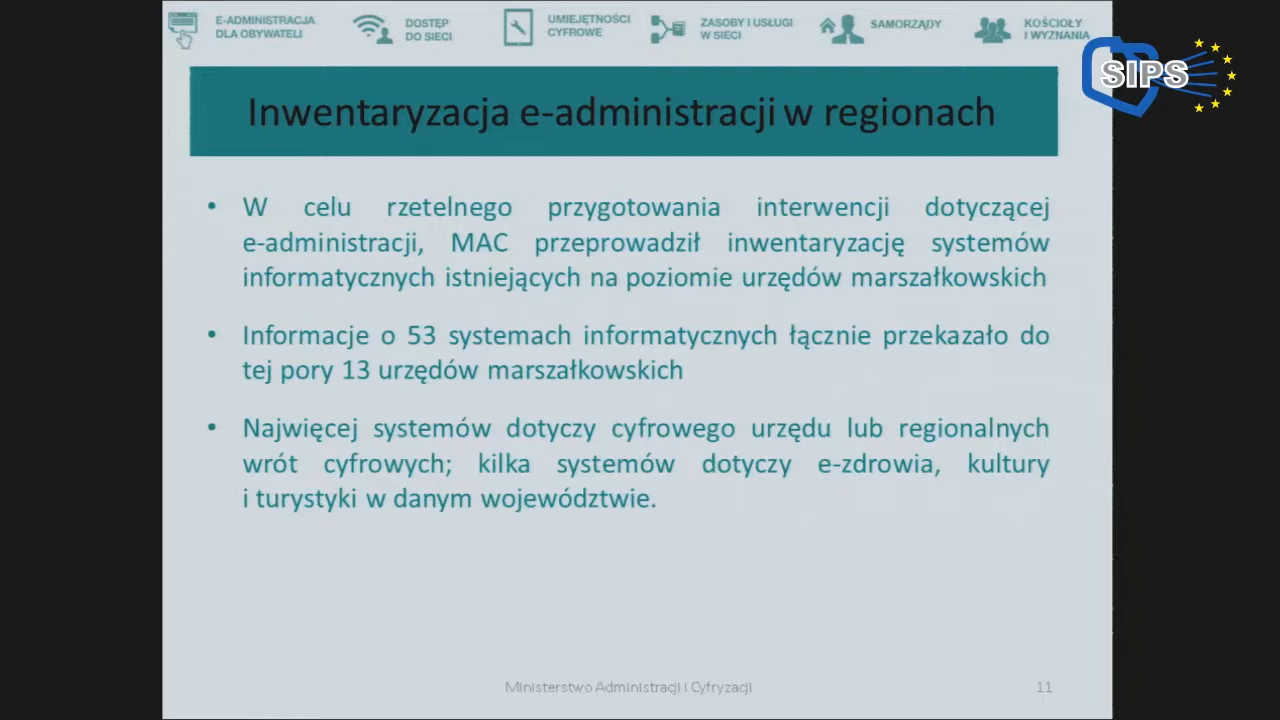 E-ADMINISTRACJA
DLA OBYWATELI
DOSTĘP
DO SIECI
UMIEJĘTNOŚCI
CYFROWE
ZASOBY I USŁUGI
W SIECI
SAMORZĄDY
KOŚCIOŁY
I WYZNANIA
SIPS
Inwentaryzacja e-administracji w regionach
• W celu rzetelnego przygotowania interwencji dotyczącej
e-administracji, MAC przeprowadził inwentaryzację systemów
informatycznych istniejących na poziomie urzędów marszałkowskich
• Informacje o 53 systemach informatycznych łącznie przekazało do
tej pory 13 urzędów marszałkowskich
• Najwięcej systemów dotyczy cyfrowego urzędu lub regionalnych
wrót cyfrowych; kilka systemów dotyczy e-zdrowia, kultury
i turystyki w danym województwie.
Ministerstwo Administracji i Cyfryzacji
11